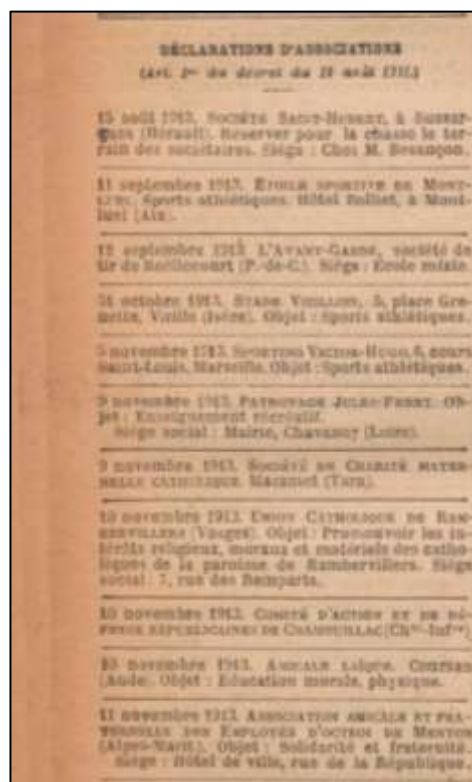 DÉCLARATIONS D'ASSOCIATIONS
(Art. 1er du décret du 16 août 1901.)
15 août 1913. SOCIÉTÉ SAINT-HUBERT, à Sussar-
gues (Hérault). Réserver pour la chasse le ter-
rain des sociétaires. Siège : Chez M. Besançon.
11 septembre 1913. ÉTOILE SPORTIVE DE MONT-
LUEL. Sports athlétiques. Hôtel Rolliet, à Mont-
luel (Ain).
12 septembre 1913. L'AVANT-GARDE, société de
tir de (P.-de-C.). Siège : École mixte.
31 octobre 1913. STADE VIZILLOIS, 5, place Gre-
nette, Vizille (Isère). Objet : Sports athlétiques.
5 novembre 1913. SPORTING VICTOR-HUGO, 6, cours
Saint-Louis, Marseille. Objet : Sports athlétiques.
9 novembre 1913. PATRONAGE JULES-FERRY. Ob-
jet : Enseignement récréatif.
Siège social : Mairie, Chavanay (Loire).
9 novembre 1913. SOCIÉTÉ DE CHARITÉ MATER-
NELLE CATHOLIQUE. Mazamet (Tarn).
10 novembre 1913. UNION CATHOLIQUE DE RAM-
BERVILLERS (Vosges). Objet : Promouvoir les in-
térêts religieux, moraux et matériels des catho-
liques de la paroisse de Rambervillers. Siège
social : 7, rue des Remparts.
10 novembre 1913. COMITÉ D'ACTION ET DE DÉ-
FENSE RÉPUBLICAINES DE CHAMOUILLAC (Ch.-Inf.).
10 novembre 1913. AMICALE LAÏQUE. Coursan
(Aude). Objet : Éducation morale, physique.
11 novembre 1913. ASSOCIATION AMICALE ET FRA-
TERNELLE DES EMPLOYÉS D'OCTROI DE MENTON
(Alpes-Marit.). Objet : Solidarité et fraternité.
Siège : Hôtel de ville, rue de la République.